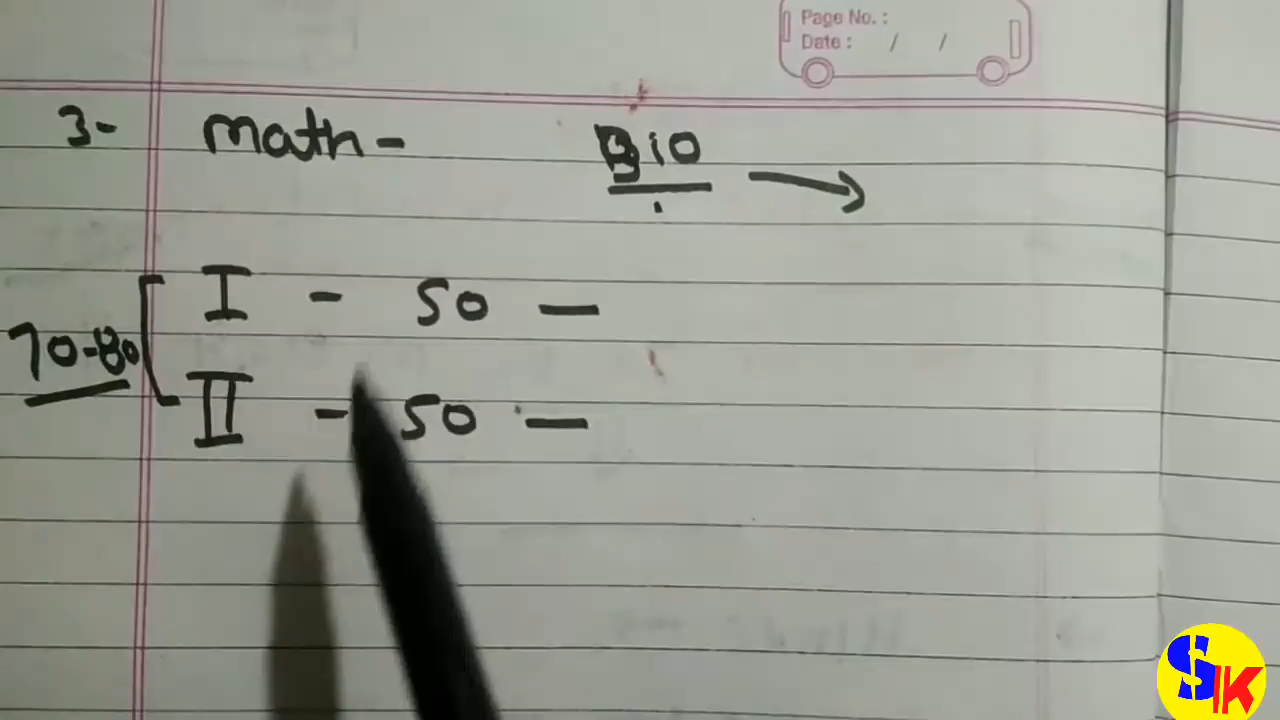 Page No. :
Date : / /
3- math- Bio →
I - 50 -
70-80
II - 50 -
SK